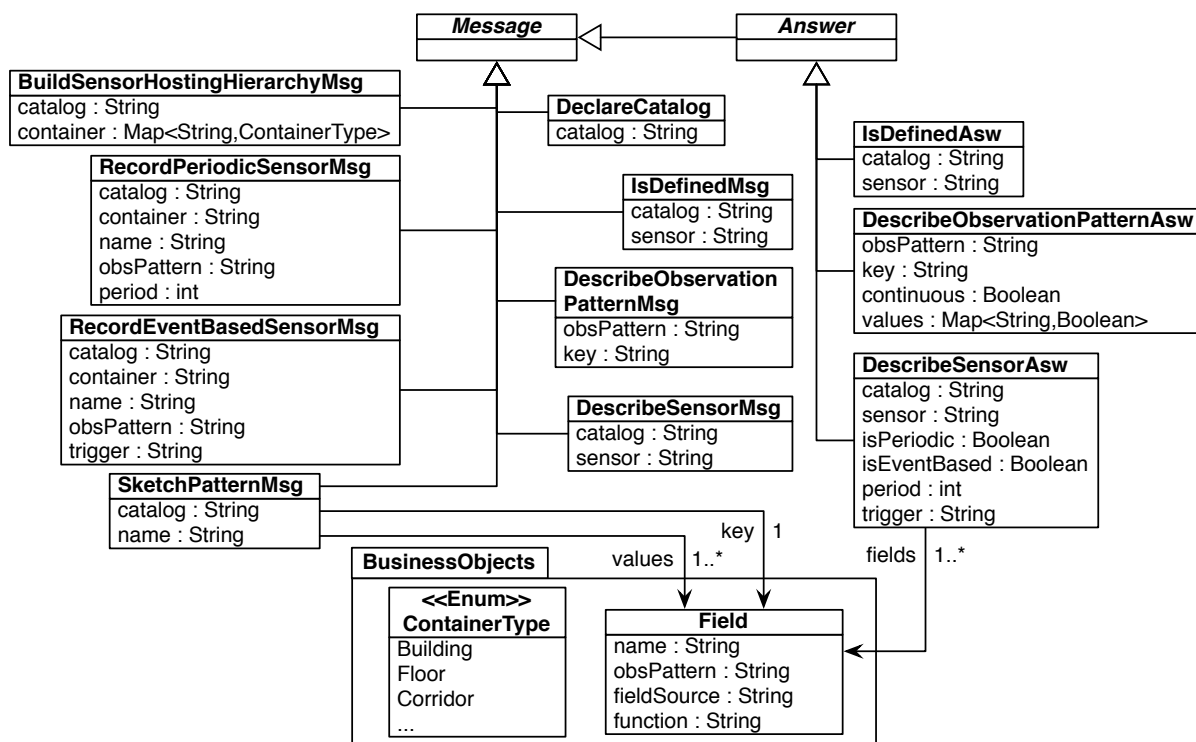 Message
Answer
BuildSensorHostingHierarchyMsg
catalog : String
container : Map<String,ContainerType>
DeclareCatalog
catalog : String
IsDefinedAsw
catalog : String
sensor : String
RecordPeriodicSensorMsg
catalog : String
container : String
name : String
obsPattern : String
period : int
IsDefinedMsg
catalog : String
sensor : String
DescribeObservationPatternAsw
obsPattern : String
key : String
continuous : Boolean
values : Map<String,Boolean>
DescribeObservation
PatternMsg
obsPattern : String
key : String
RecordEventBasedSensorMsg
catalog : String
container : String
name : String
obsPattern : String
trigger : String
DescribeSensorAsw
catalog : String
sensor : String
isPeriodic : Boolean
isEventBased : Boolean
period : int
trigger : String
DescribeSensorMsg
catalog : String
sensor : String
SketchPatternMsg
catalog : String
name : String
key 1
values 1..*
fields 1..*
BusinessObjects
<<Enum>>
ContainerType
Building
Floor
Corridor
...
Field
name : String
obsPattern : String
fieldSource : String
function : String